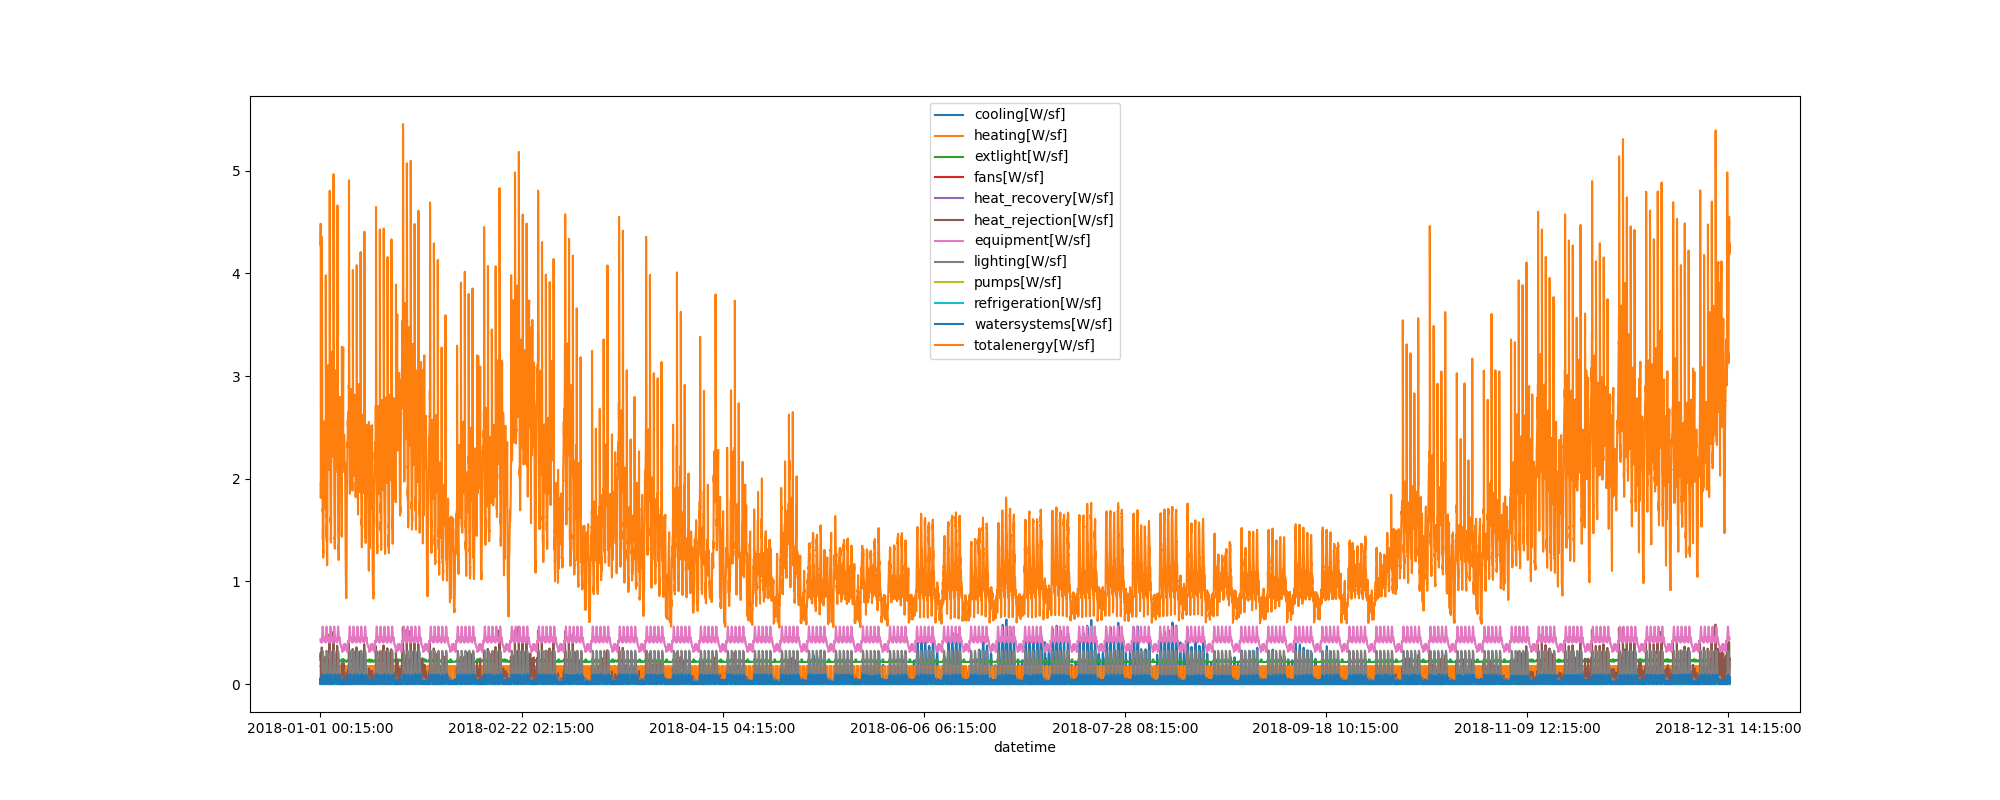 cooling[W/sf]
heating[W/sf]
extlight[W/sf]
fans[W/sf]
heat_recovery[W/sf]
heat_rejection[W/sf]
equipment[W/sf]
lighting[W/sf]
pumps[W/sf]
refrigeration[W/sf]
watersystems[W/sf]
totalenergy[W/sf]
5
4
3
2
1
0
2018-01-01 00:15:00 2018-02-22 02:15:00 2018-04-15 04:15:00 2018-06-06 06:15:00 2018-07-28 08:15:00 2018-09-18 10:15:00 2018-11-09 12:15:00 2018-12-31 14:15:00
datetime